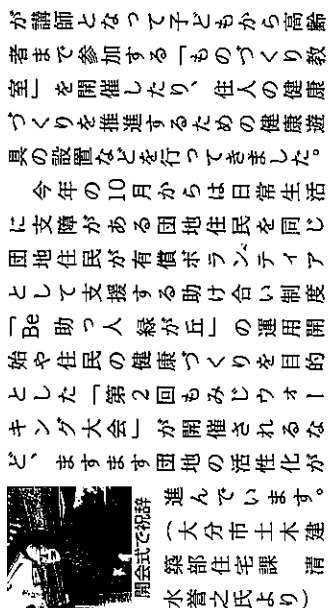 が講師となって子どもから高齢
者まで参加する「ものづくり教
室」を開催したり、住人の健康
づくりを推進するための健康遊
具の設置などを行ってきました。
今年の10月からは日常生活
に支障がある団地住民を同じ
団地住民が有償ボランティア
として支援する助け合い制度
「Be 助っ人 緑が丘」の運用開
始や住民の健康づくりを目的
とした「第2回もみじウォー
キング大会」が開催されるな
ど、ますます団地の活性化が
進んでいます。
（大分市土木建
築部住宅課 清
水誉之氏より）
開会式で祝辞